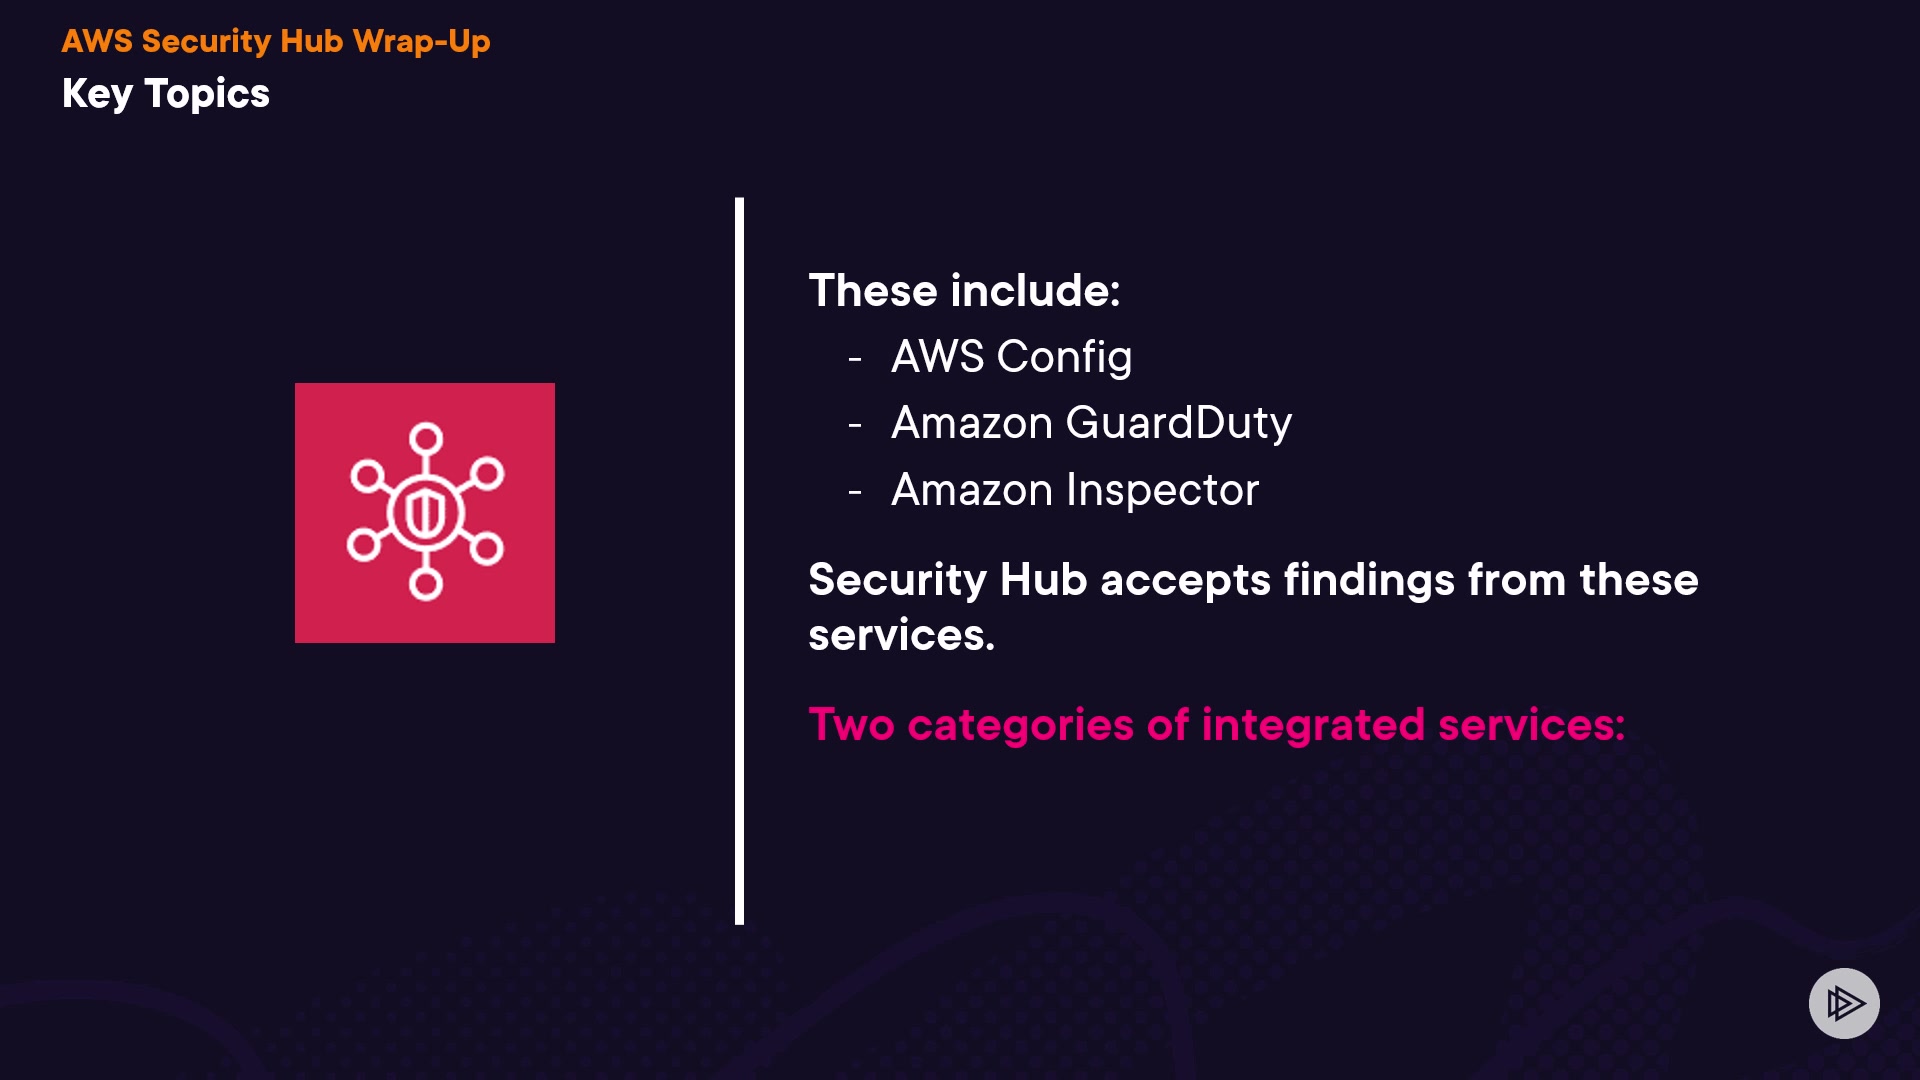 AWS Security Hub Wrap-Up
Key Topics
These include:
- AWS Config
- Amazon GuardDuty
- Amazon Inspector
Security Hub accepts findings from these
services.
Two categories of integrated services: